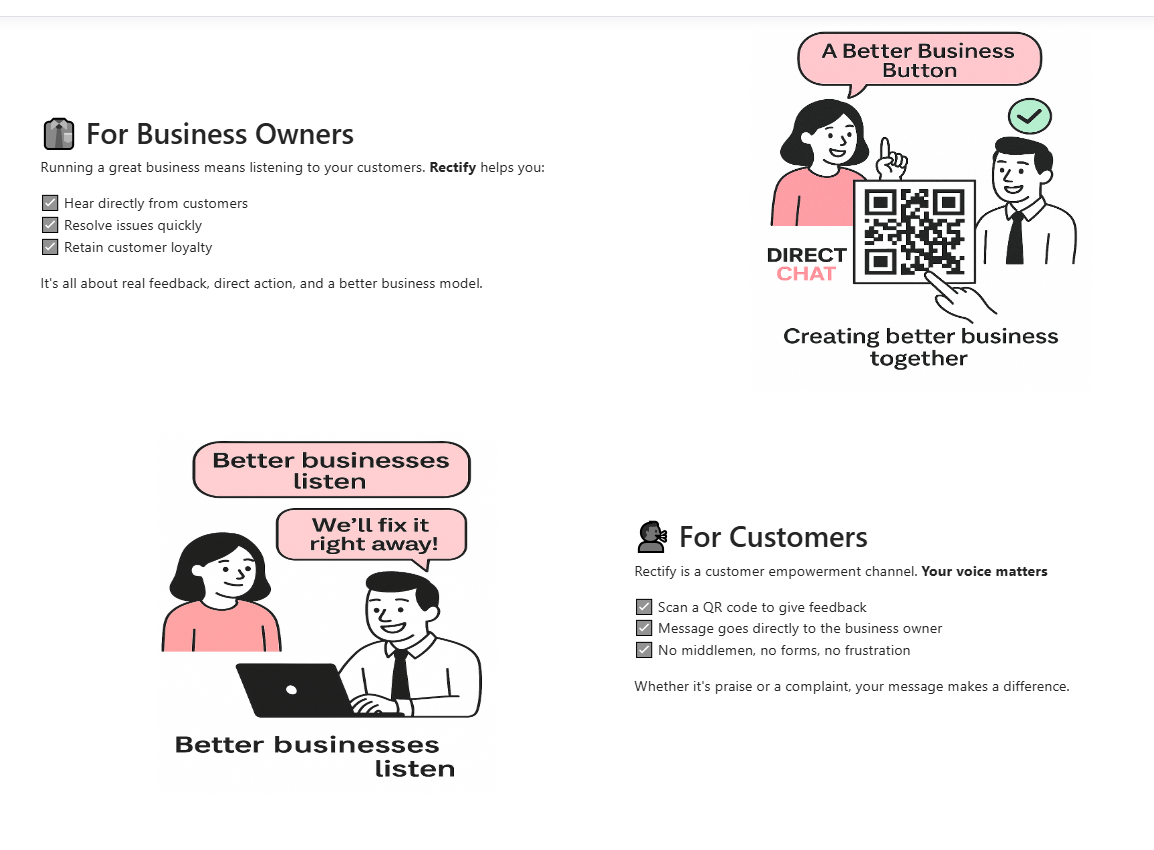 For Business Owners
Running a great business means listening to your customers. Rectify helps you:
Hear directly from customers
Resolve issues quickly
Retain customer loyalty
It's all about real feedback, direct action, and a better business model.
A Better Business
Button
DIRECT
CHAT
Creating better business
together
Better businesses
listen
We'll fix it
right away!
Better businesses
listen
For Customers
Rectify is a customer empowerment channel. Your voice matters
Scan a QR code to give feedback
Message goes directly to the business owner
No middlemen, no forms, no frustration
Whether it's praise or a complaint, your message makes a difference.